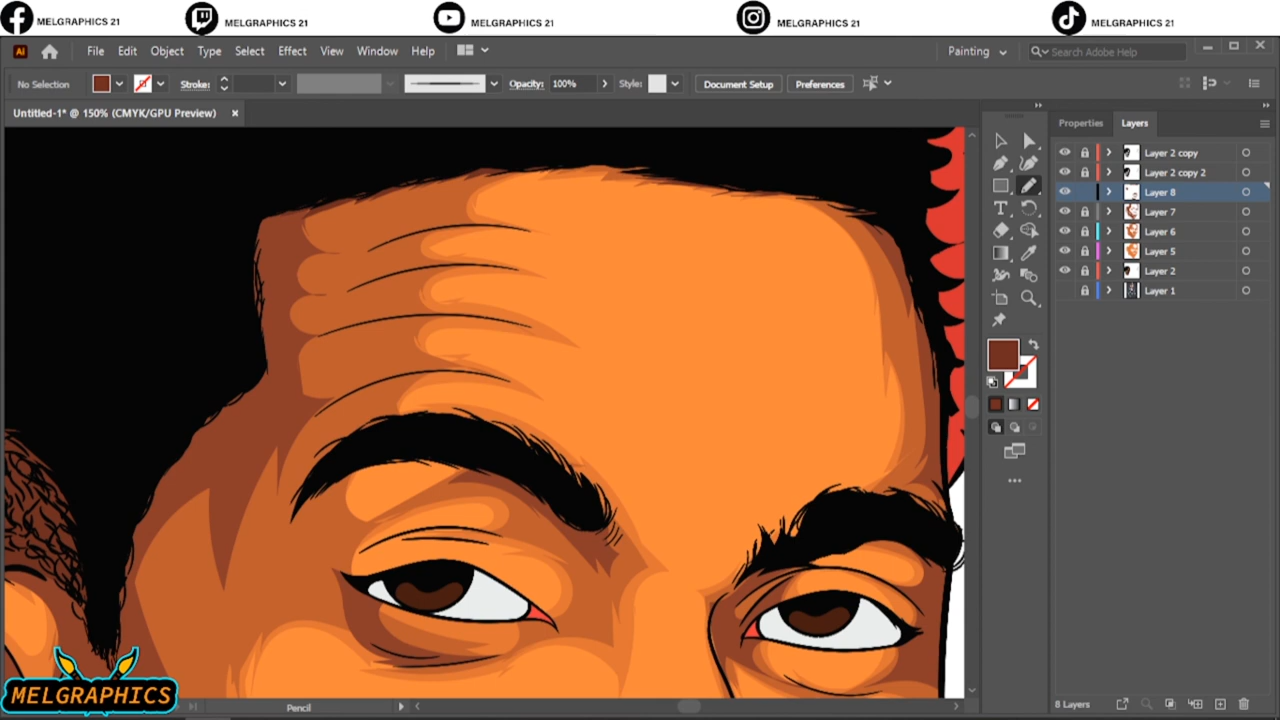 MELGRAPHICS 21 MELGRAPHICS 21 MELGRAPHICS 21 MELGRAPHICS 21 MELGRAPHICS 21
Ai File Edit Object Type Select Effect View Window Help Painting Search Adobe Help
No Selection Stroke: Opacity: 100% Style: Document Setup Preferences
Untitled-1* @ 150% (CMYK/GPU Preview)
Properties Layers
Layer 2 copy
Layer 2 copy 2
Layer 8
Layer 7
Layer 6
Layer 5
Layer 2
Layer 1
MELGRAPHICS
Pencil
8 Layers